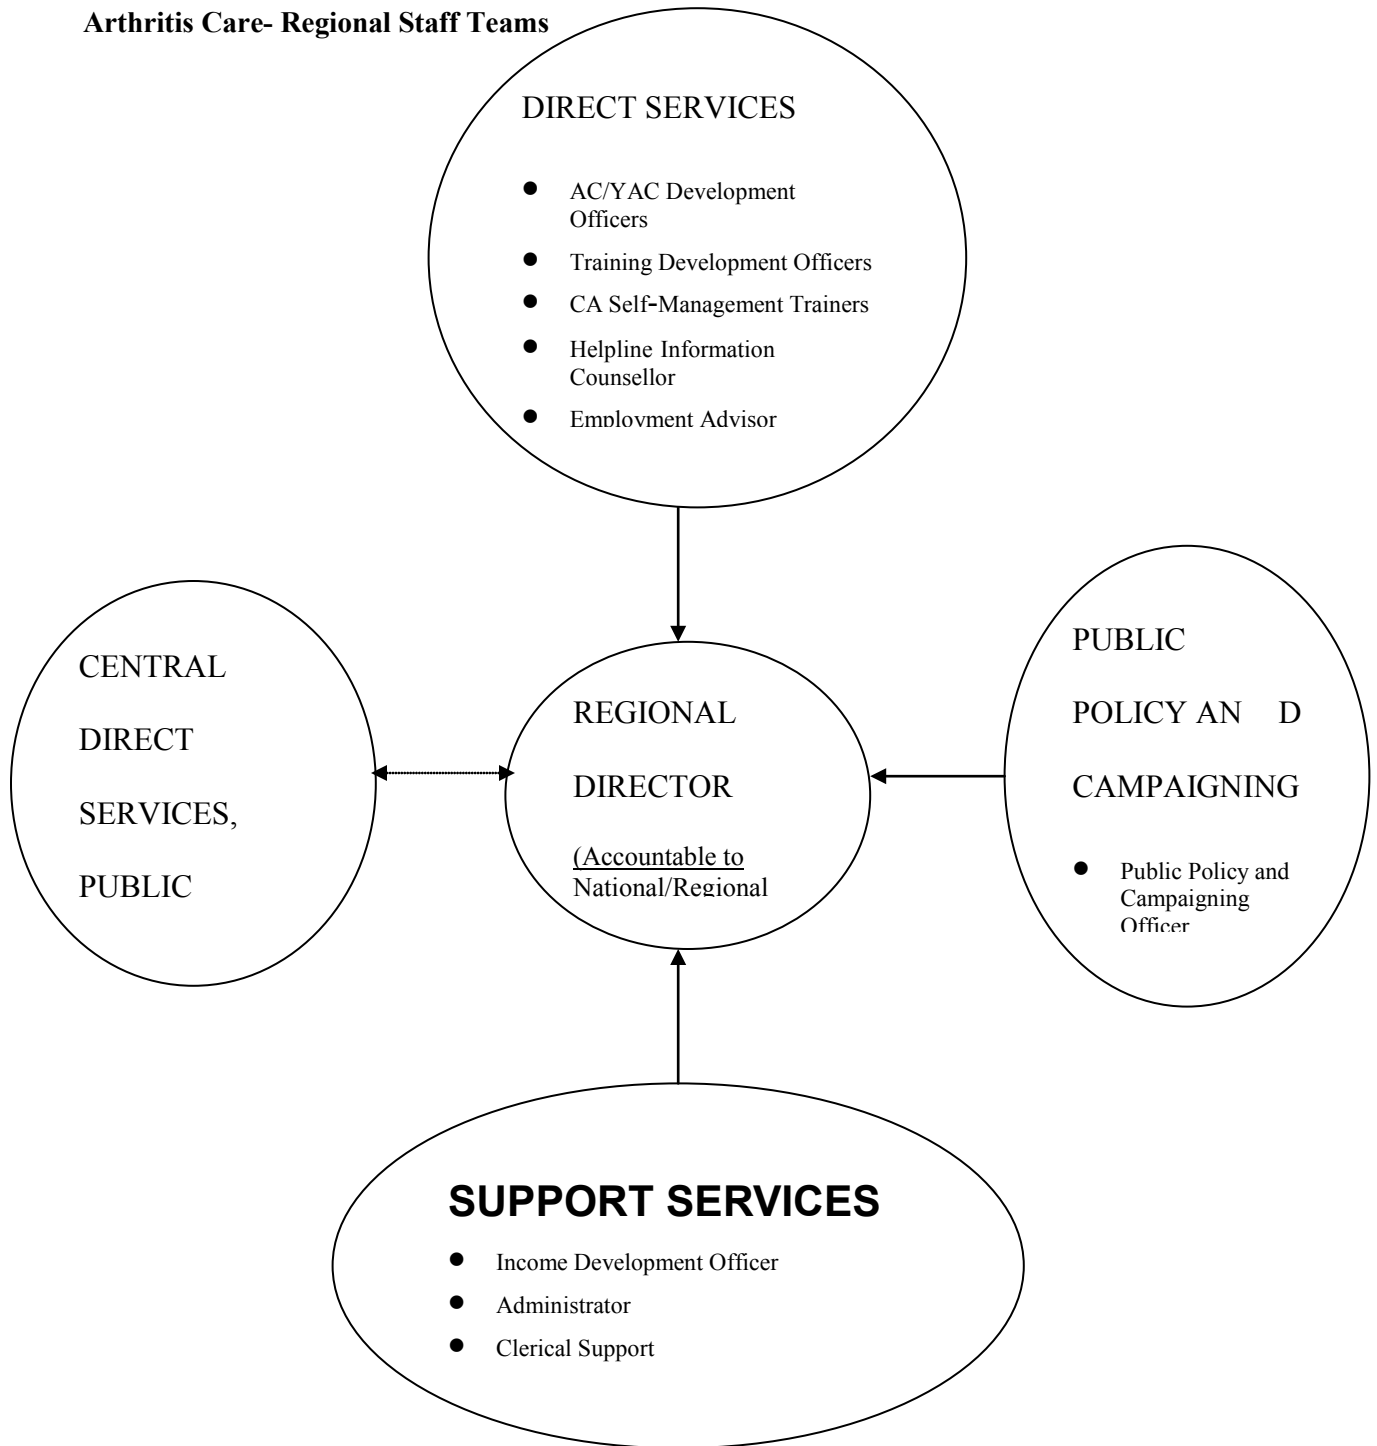 Arthritis Care- Regional Staff Teams
DIRECT SERVICES
● AC/YAC Development
Officers
● Training Development Officers
● CA Self-Management Trainers
● Helpline Information
Counsellor
● Employment Advisor
CENTRAL
DIRECT
SERVICES,
PUBLIC
REGIONAL
DIRECTOR
(Accountable to
National/Regional
PUBLIC
POLICY AN D
CAMPAIGNING
● Public Policy and
Campaigning
Officer
SUPPORT SERVICES
● Income Development Officer
● Administrator
● Clerical Support